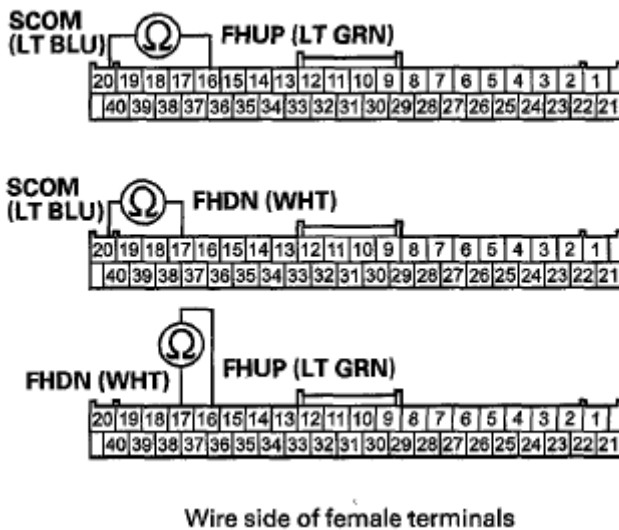 SCOM
(LT BLU)
Ω
FHUP (LT GRN)
20 19 18 17 16 15 14 13 12 11 10 9 8 7 6 5 4 3 2 1
40 39 38 37 36 35 34 33 32 31 30 29 28 27 26 25 24 23 22 21
SCOM
(LT BLU)
Ω
FHDN (WHT)
20 19 18 17 16 15 14 13 12 11 10 9 8 7 6 5 4 3 2 1
40 39 38 37 36 35 34 33 32 31 30 29 28 27 26 25 24 23 22 21
Ω
FHDN (WHT)
FHUP (LT GRN)
20 19 18 17 16 15 14 13 12 11 10 9 8 7 6 5 4 3 2 1
40 39 38 37 36 35 34 33 32 31 30 29 28 27 26 25 24 23 22 21
Wire side of female terminals